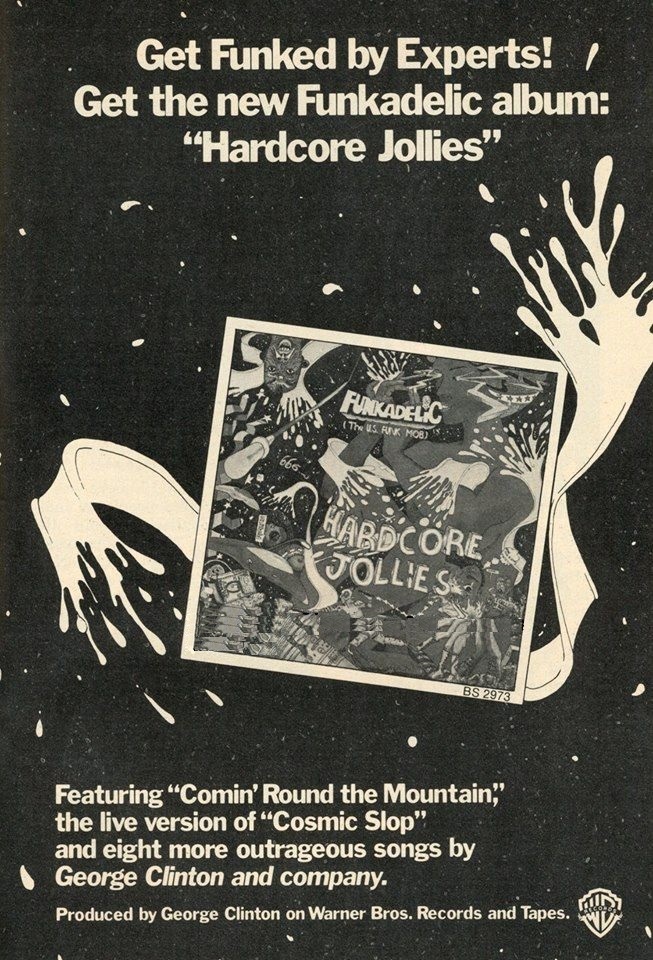 Get Funked by Experts!
Get the new Funkadelic album:
“Hardcore Jollies”
FUNKADELIC
(The U.S. FUNK MOB) is
666
HARDCORE
JOLLIES
BS 2973
Featuring “Comin’ Round the Mountain,”
the live version of “Cosmic Slop”
and eight more outrageous songs by
George Clinton and company.
Produced by George Clinton on Warner Bros. Records and Tapes.
RECORDS